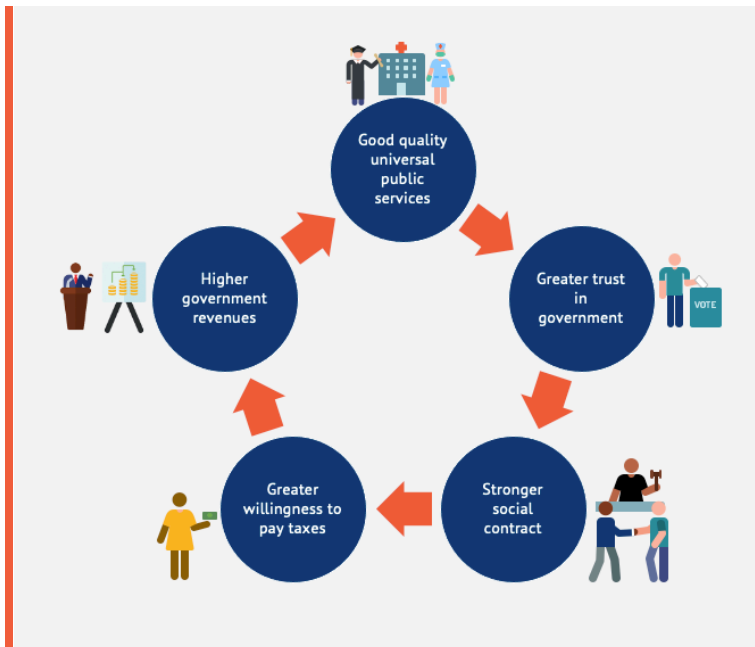 Good quality
universal
public
services
Greater trust
in
government
VOTE
Stronger
social
contract
Greater
willingness to
pay taxes
Higher
government
revenues